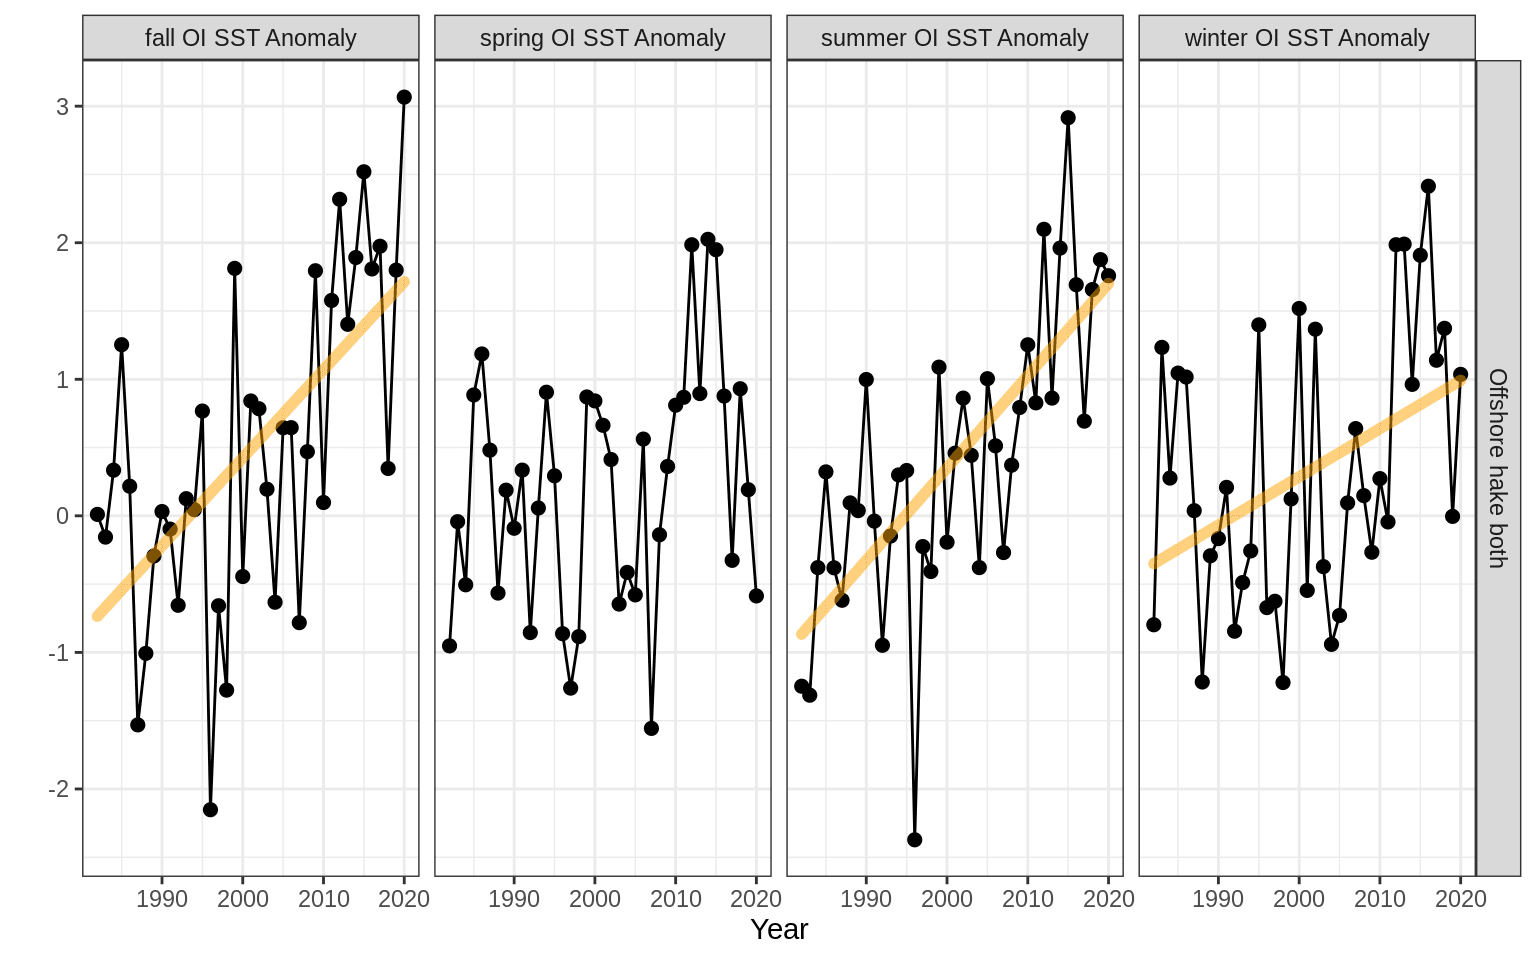 fall OI SST Anomaly
spring OI SST Anomaly
summer OI SST Anomaly
winter OI SST Anomaly
3
2
1
0
-1
-2
Offshore hake both
1990 2000 2010 2020
1990 2000 2010 2020
1990 2000 2010 2020
1990 2000 2010 2020
Year